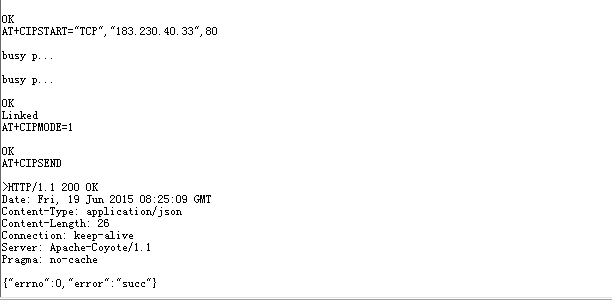 OK
AT+CIPSTART="TCP","183.230.40.33",80
busy p...
busy p...
OK
Linked
AT+CIPMODE=1
OK
AT+CIPSEND
>HTTP/1.1 200 OK
Date: Fri, 19 Jun 2015 08:25:09 GMT
Content-Type: application/json
Content-Length: 26
Connection: keep-alive
Server: Apache-Coyote/1.1
Pragma: no-cache
{"errno":0,"error":"succ"}